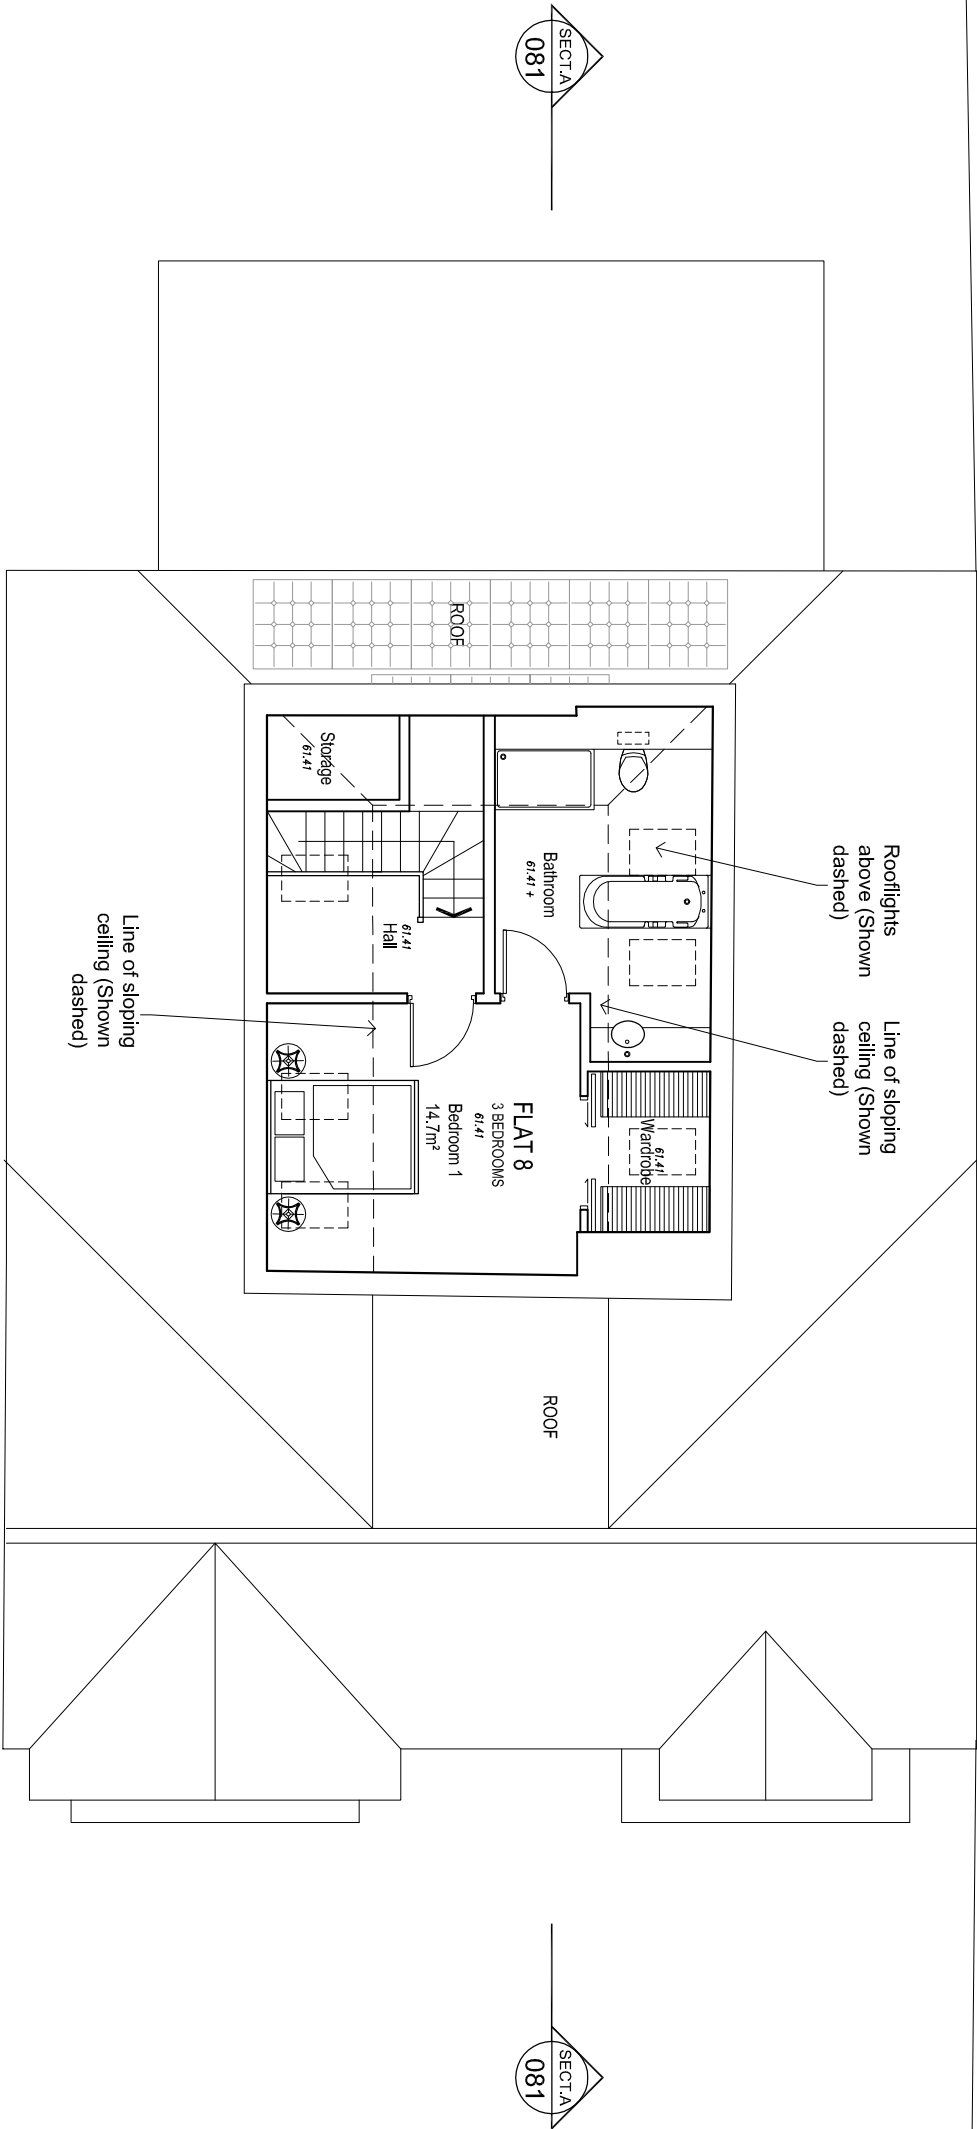 SECT.A
081
ROOF
Rooflights
above (Shown
dashed)
Line of sloping
ceiling (Shown
dashed)
Storage
61.41
Bathroom
61.41 +
61.41
Hall
Line of sloping
ceiling (Shown
dashed)
61.41
Wardrobe
FLAT 8
3 BEDROOMS
61.41
Bedroom 1
14.7m²
ROOF
SECT.A
081